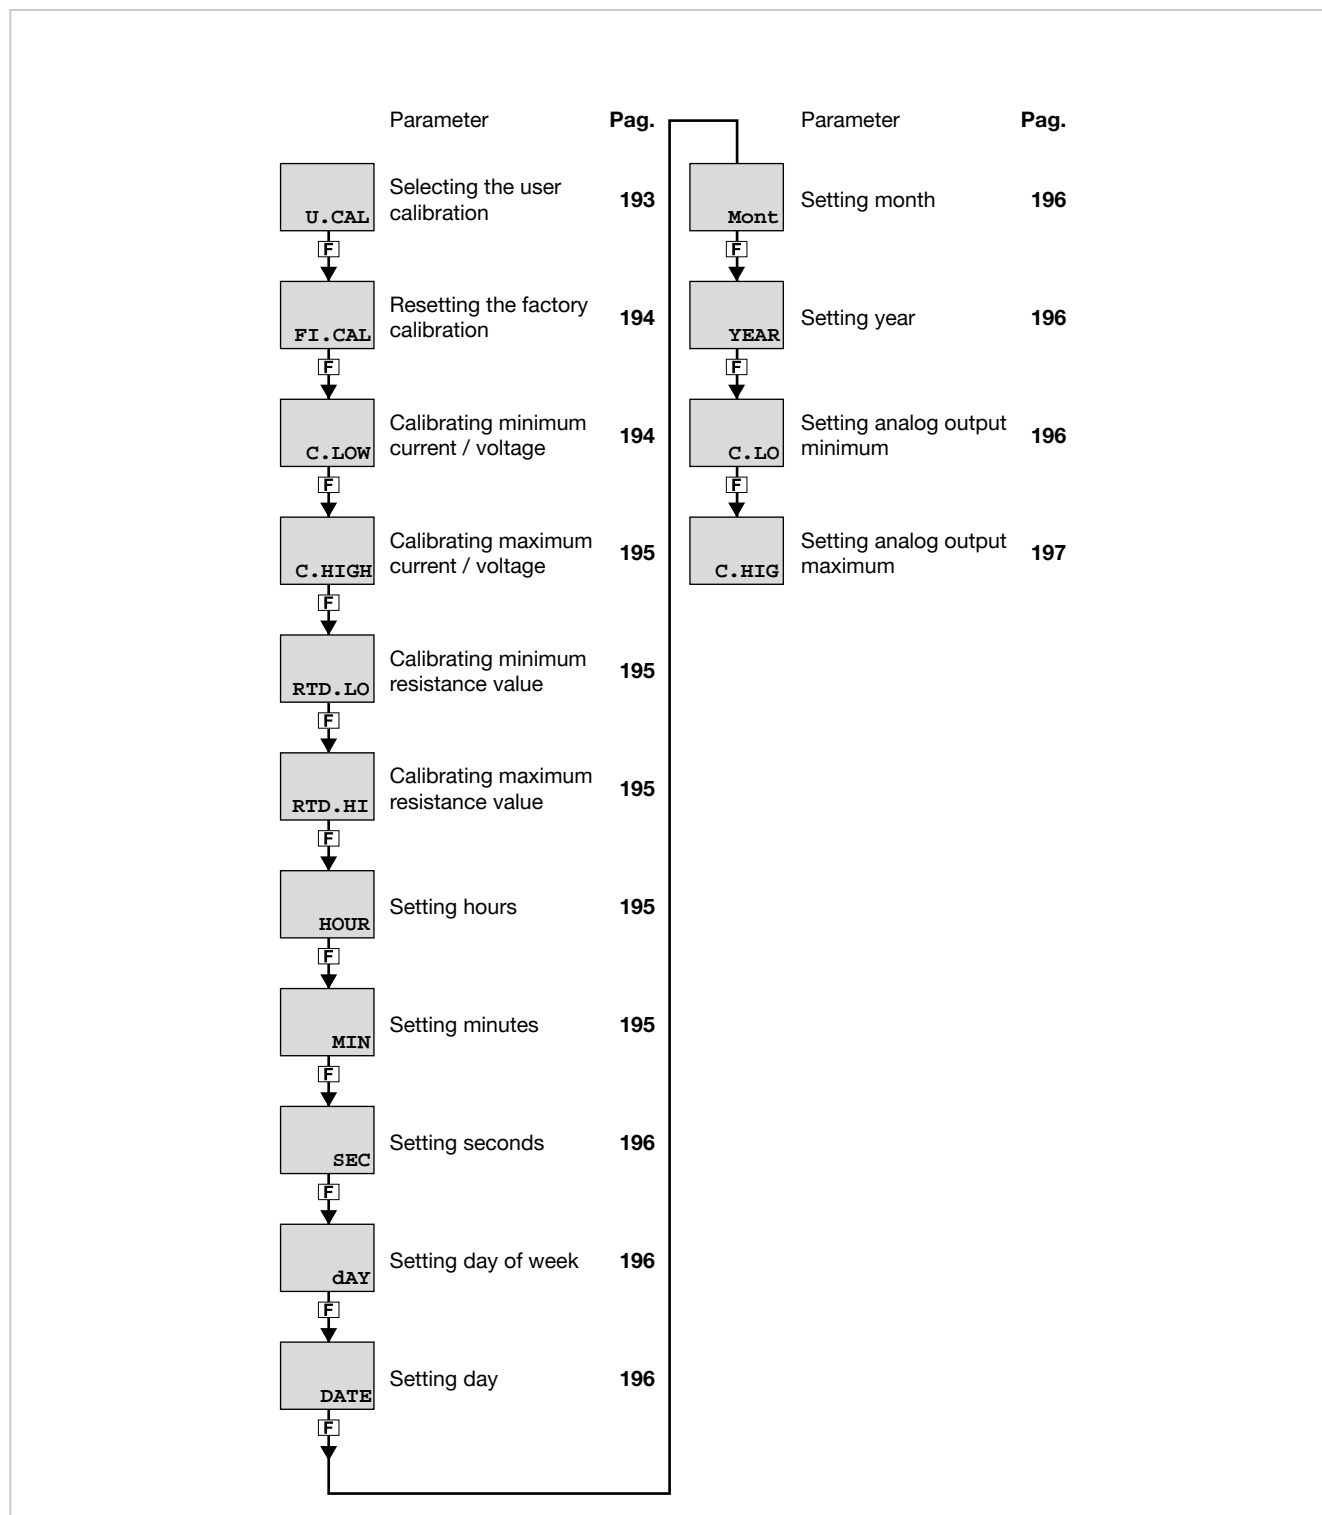 Parameter Pag.
U.CAL
Selecting the user
calibration
193
F
FI.CAL
Resetting the factory
calibration
194
F
C.LOW
Calibrating minimum
current / voltage
194
F
C.HIGH
Calibrating maximum
current / voltage
195
F
RTD.LO
Calibrating minimum
resistance value
195
F
RTD.HI
Calibrating maximum
resistance value
195
F
HOUR
Setting hours
195
F
MIN
Setting minutes
195
F
SEC
Setting seconds
196
F
dAY
Setting day of week
196
F
DATE
Setting day
196
F
Parameter Pag.
Mont
Setting month
196
F
YEAR
Setting year
196
F
C.LO
Setting analog output
minimum
196
F
C.HIG
Setting analog output
maximum
197